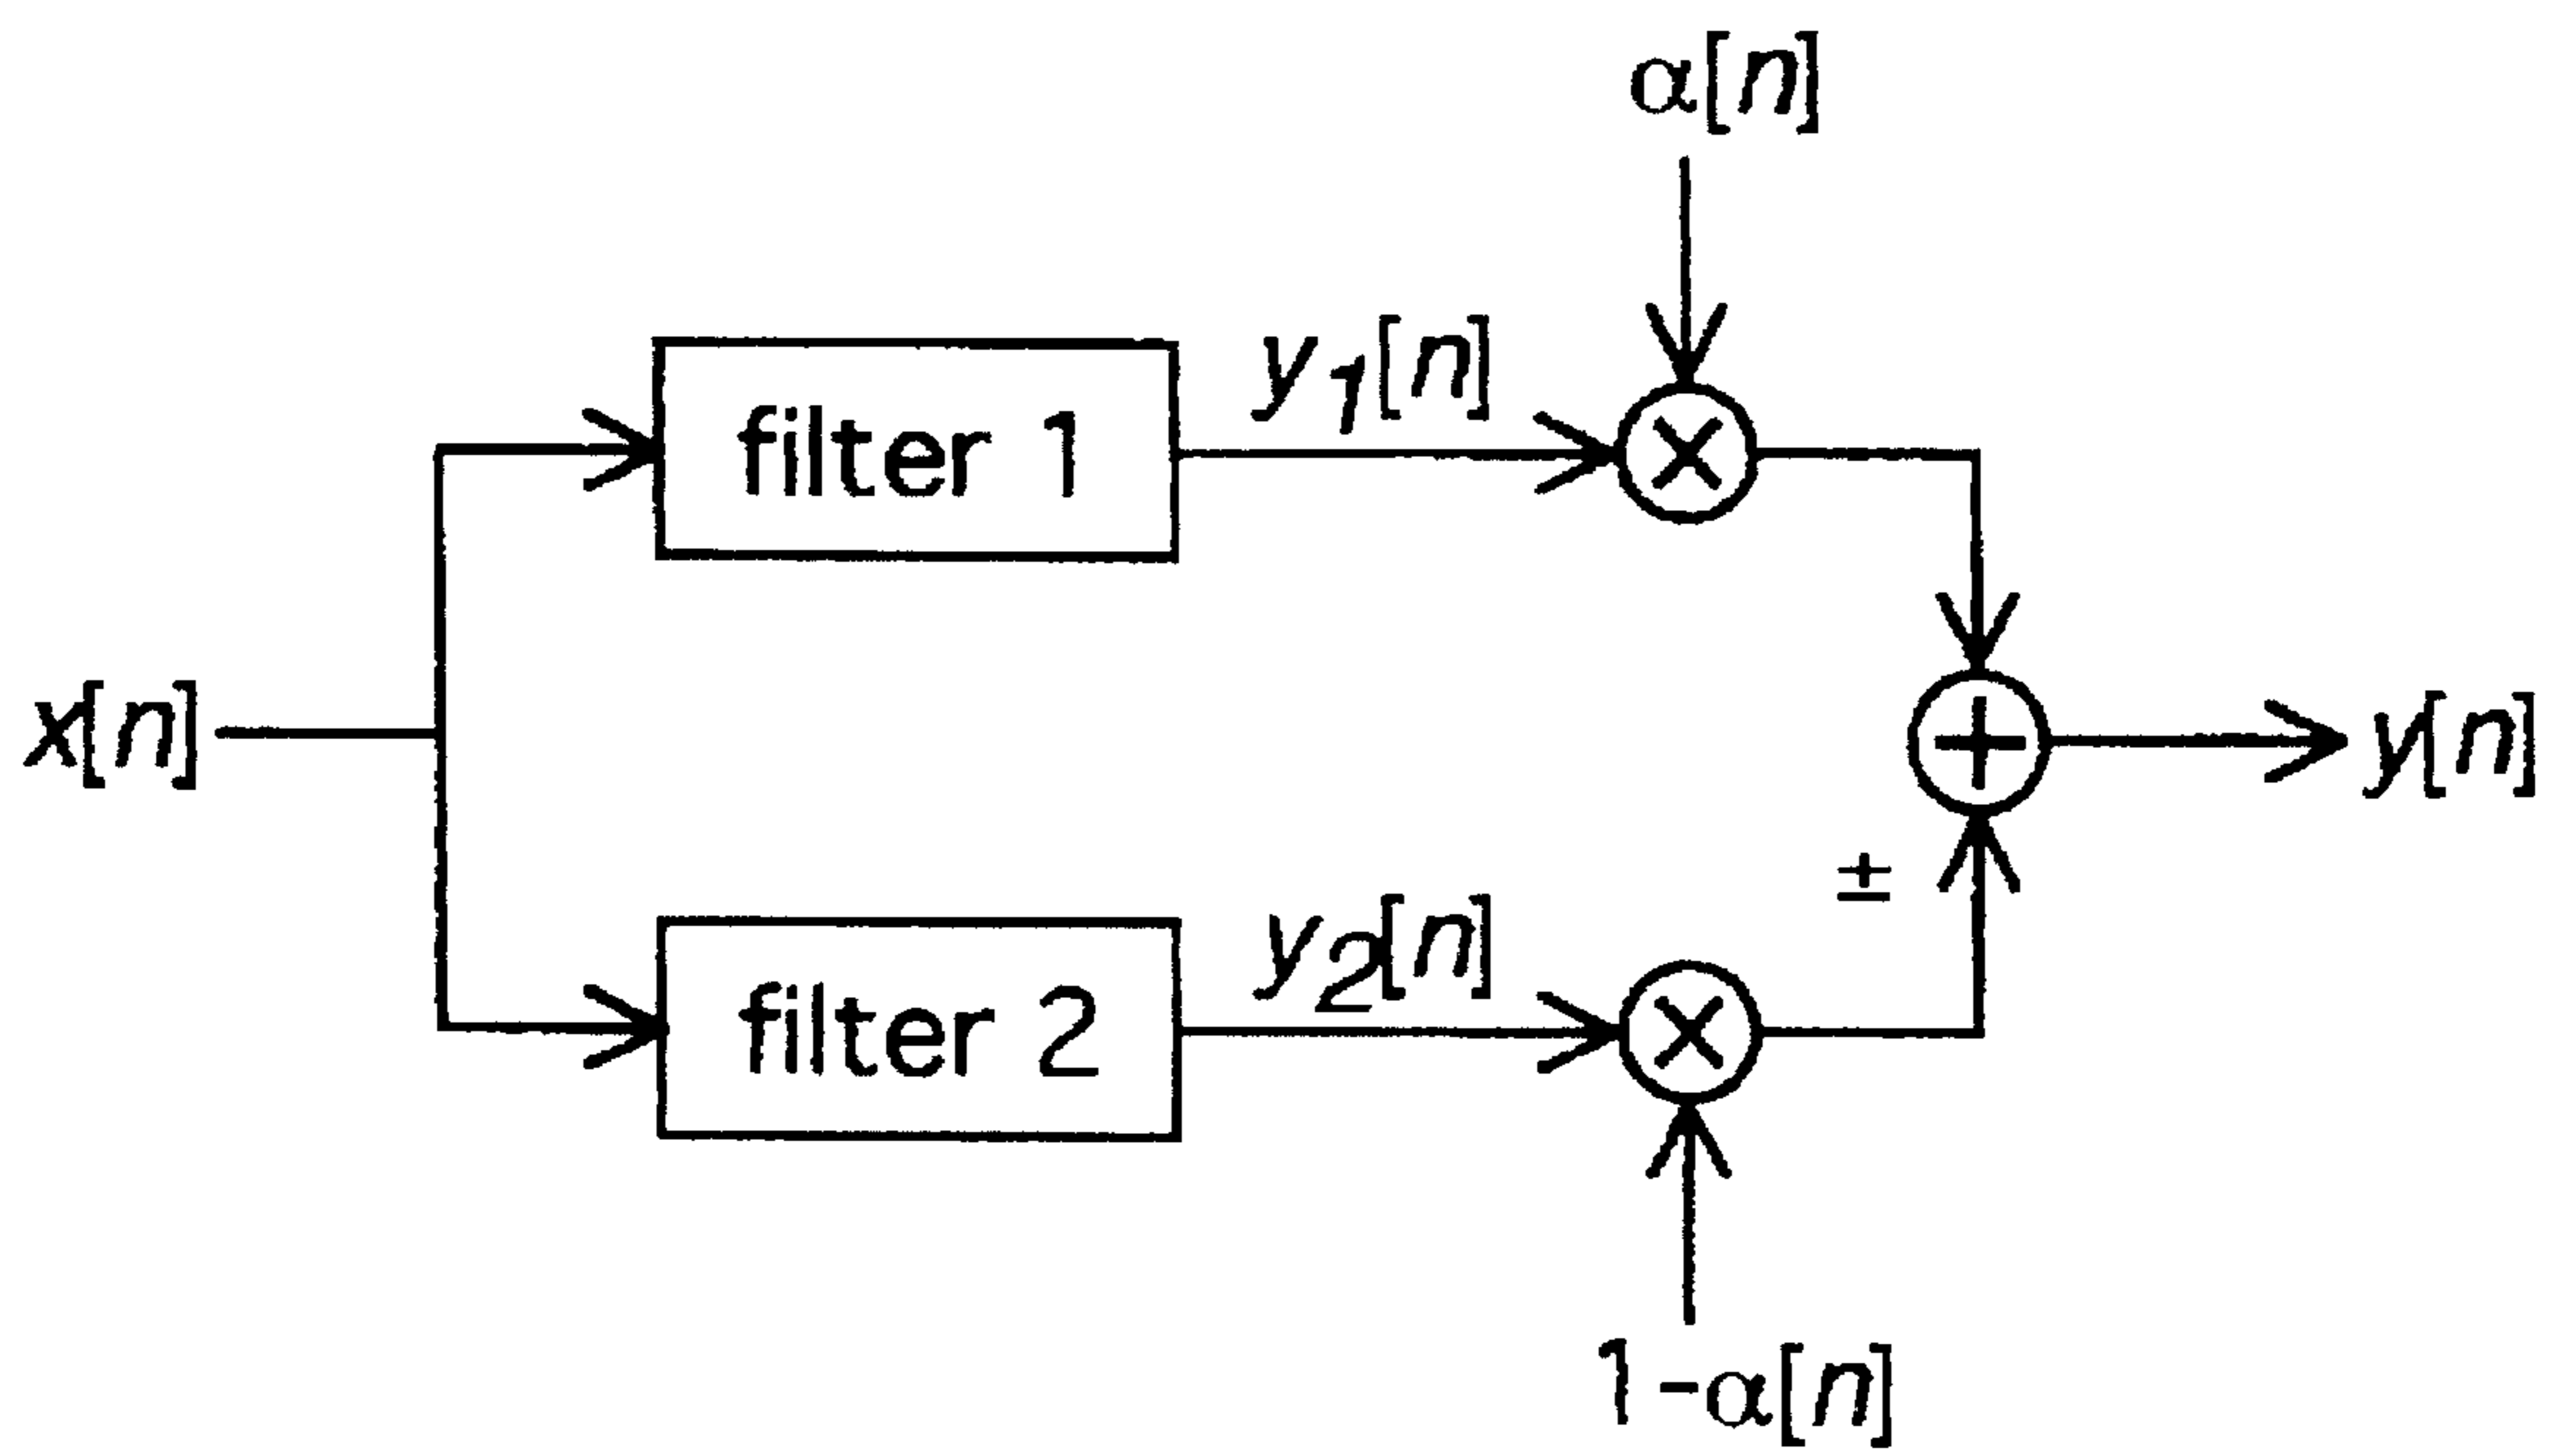 α[n]
filter 1
y1[n]
x[n]
y[n]
±
filter 2
y2[n]
1-α[n]